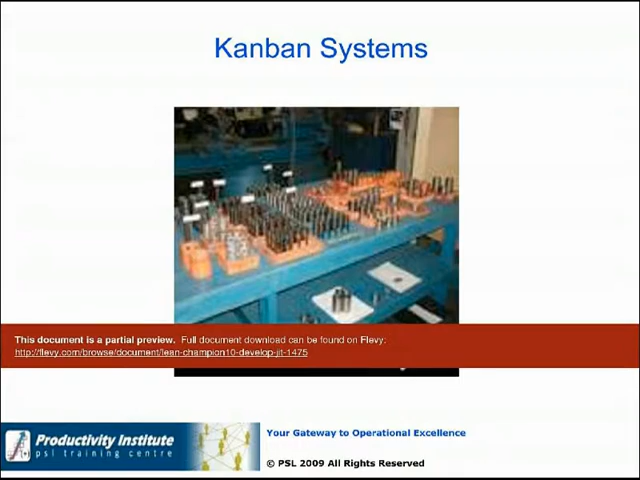 Kanban Systems
This document is a partial preview. Full document download can be found on Flevy:
http://flevy.com/browse/document/lean-champion10-develop-jit-1475
Productivity Institute
psl training centre
Your Gateway to Operational Excellence
© PSL 2009 All Rights Reserved